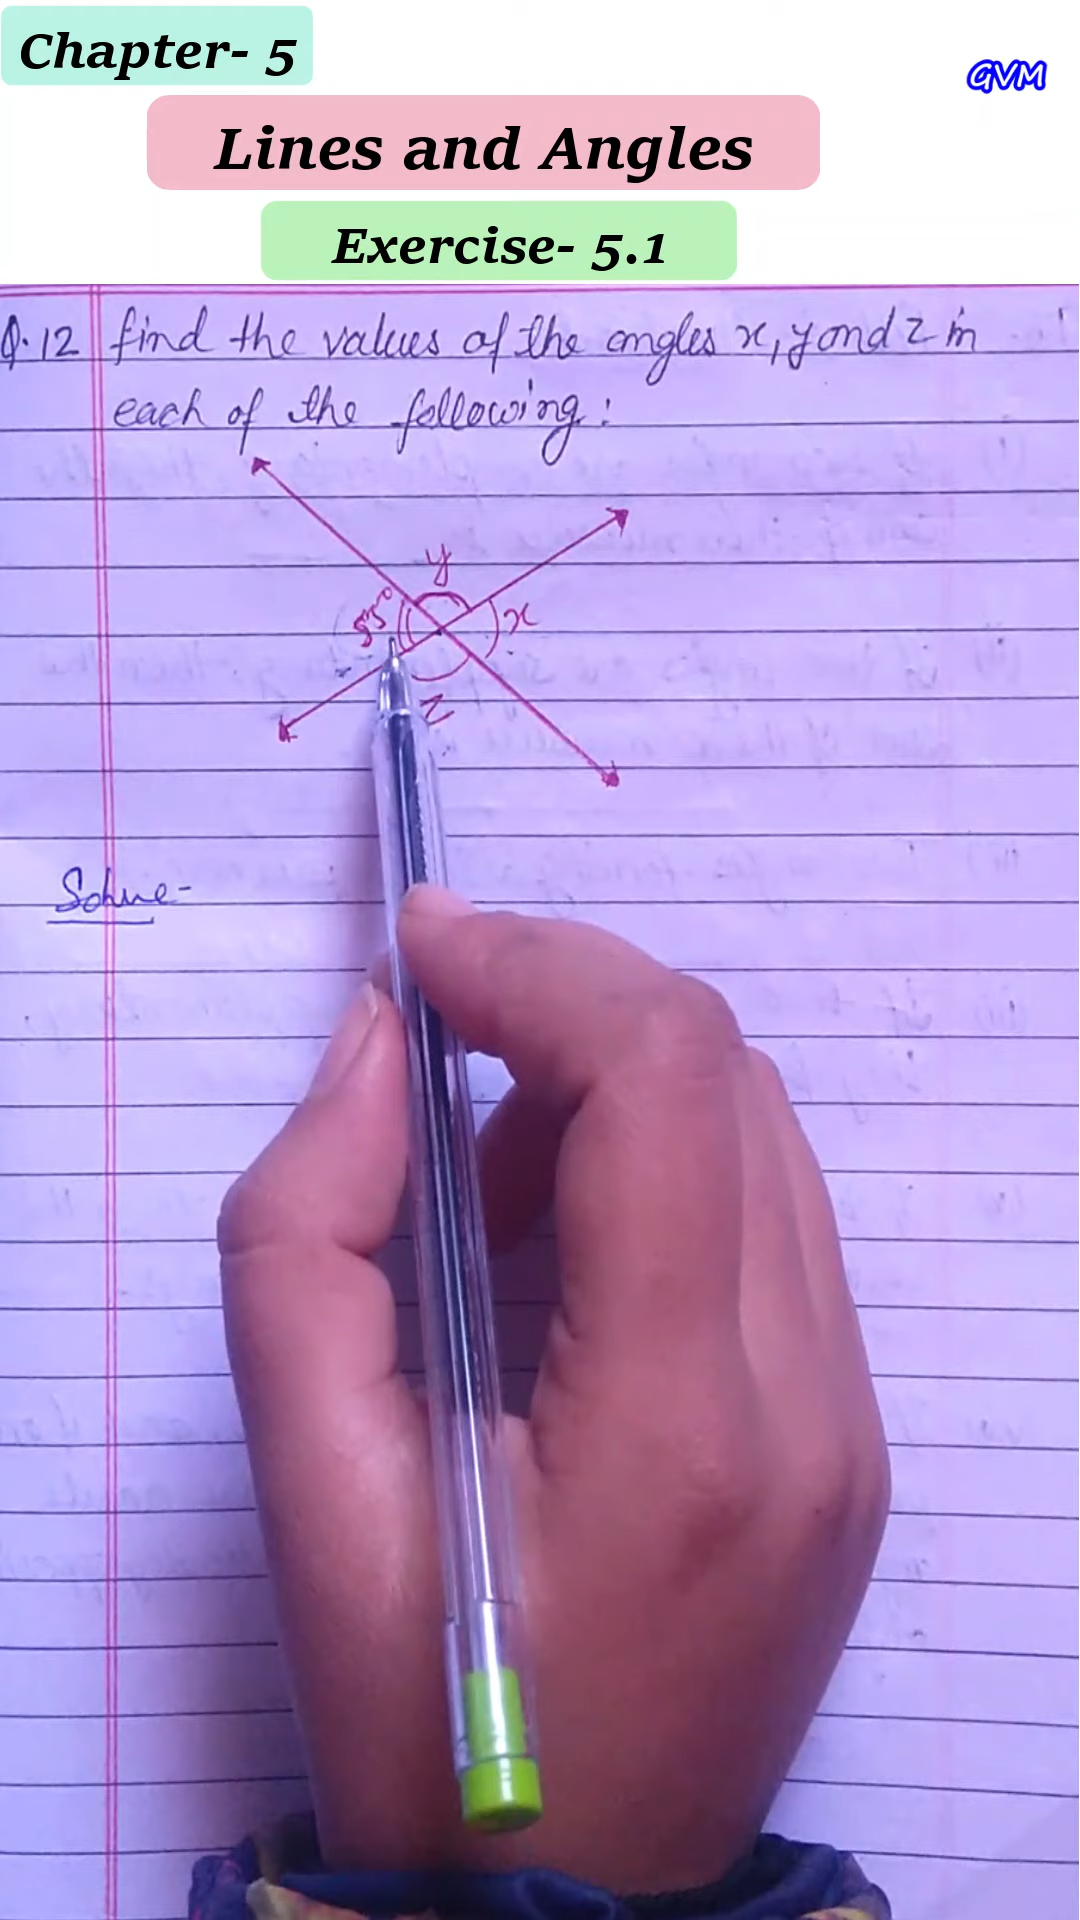 Chapter- 5
GVM
Lines and Angles
Exercise- 5.1
Q.12 find the values of the angles x, y and z in
each of the following:
y
55°
x
z
Solve-